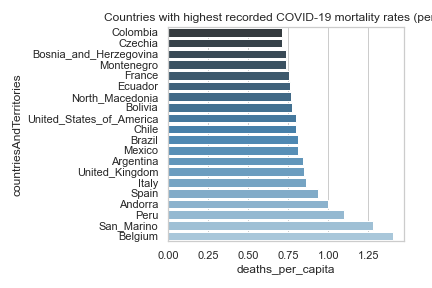 Countries with highest recorded COVID-19 mortality rates (per
Colombia
Czechia
Bosnia_and_Herzegovina
Montenegro
France
Ecuador
North_Macedonia
Bolivia
United_States_of_America
Chile
Brazil
Mexico
Argentina
United_Kingdom
Italy
Spain
Andorra
Peru
San_Marino
Belgium
countriesAndTerritories
0.00 0.25 0.50 0.75 1.00 1.25
deaths_per_capita